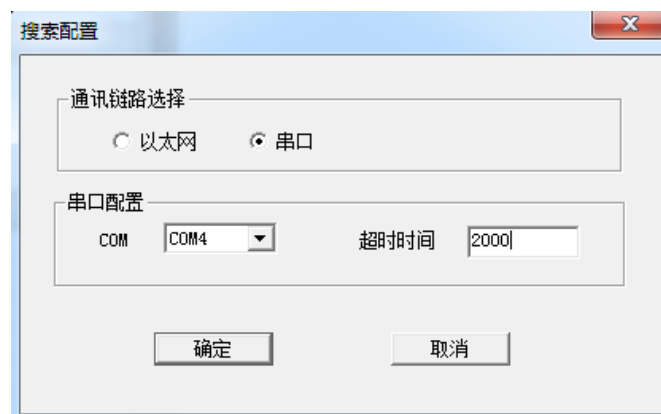 搜索配置
通讯链路选择
以太网 串口
串口配置
COM COM4 超时时间 2000
确定 取消